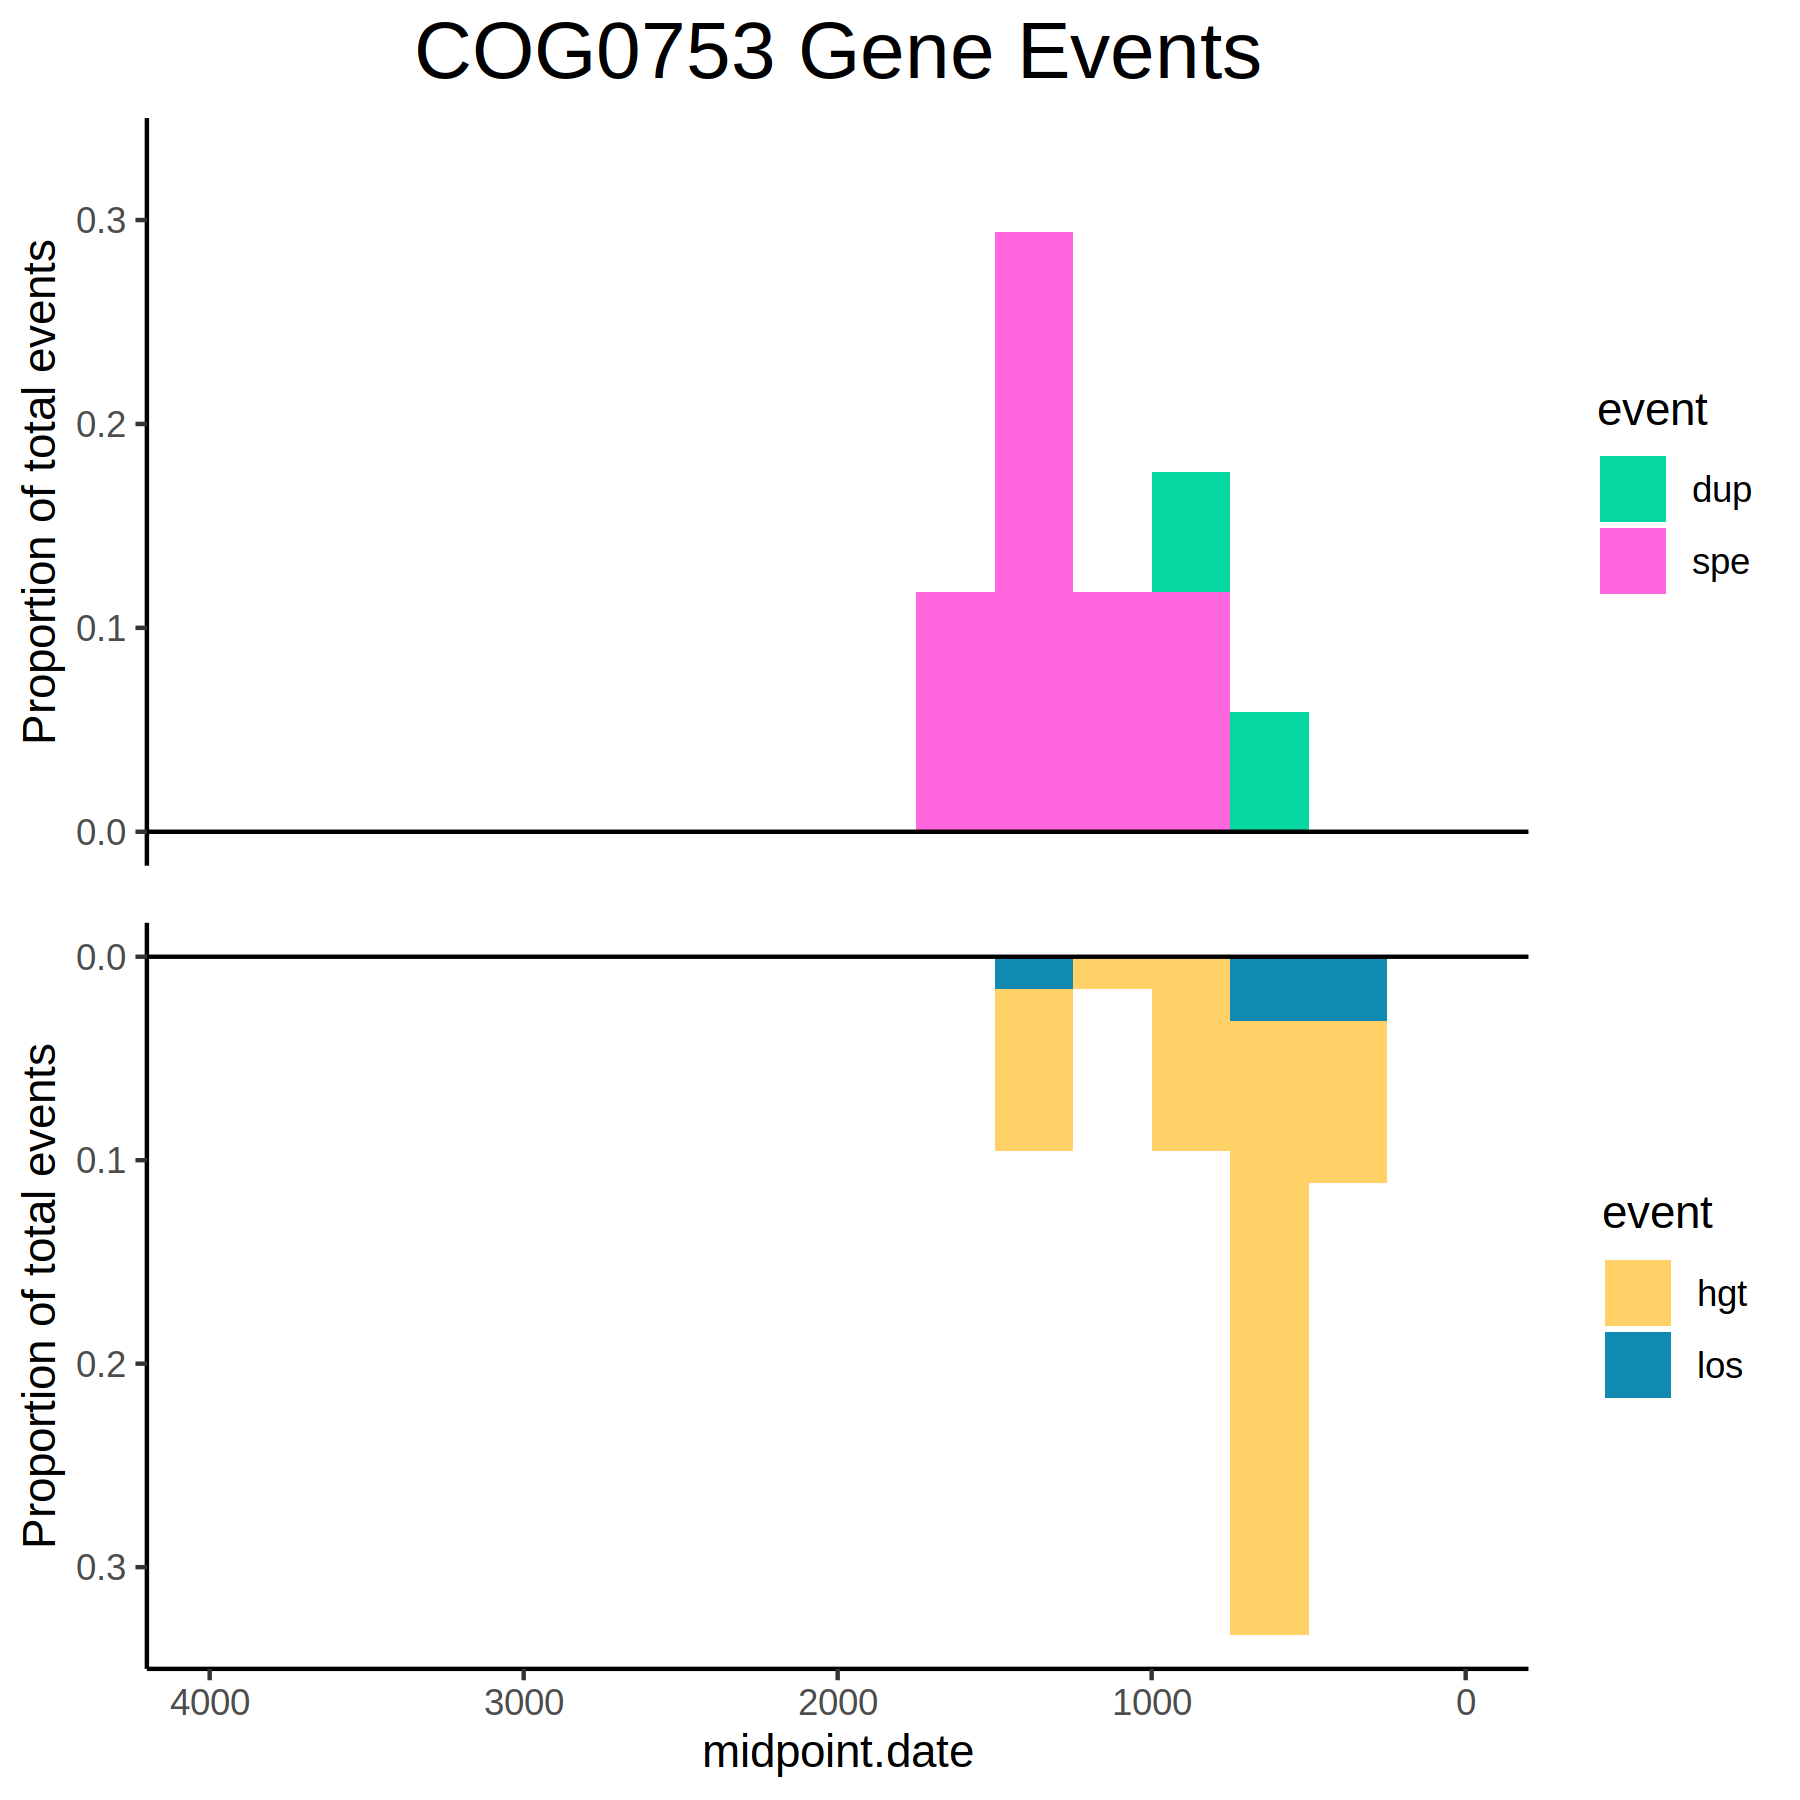 COG0753 Gene Events
Proportion of total events
0.3
0.2
0.1
0.0
event
dup
spe
Proportion of total events
0.0
0.1
0.2
0.3
event
hgt
los
4000 3000 2000 1000 0
midpoint.date